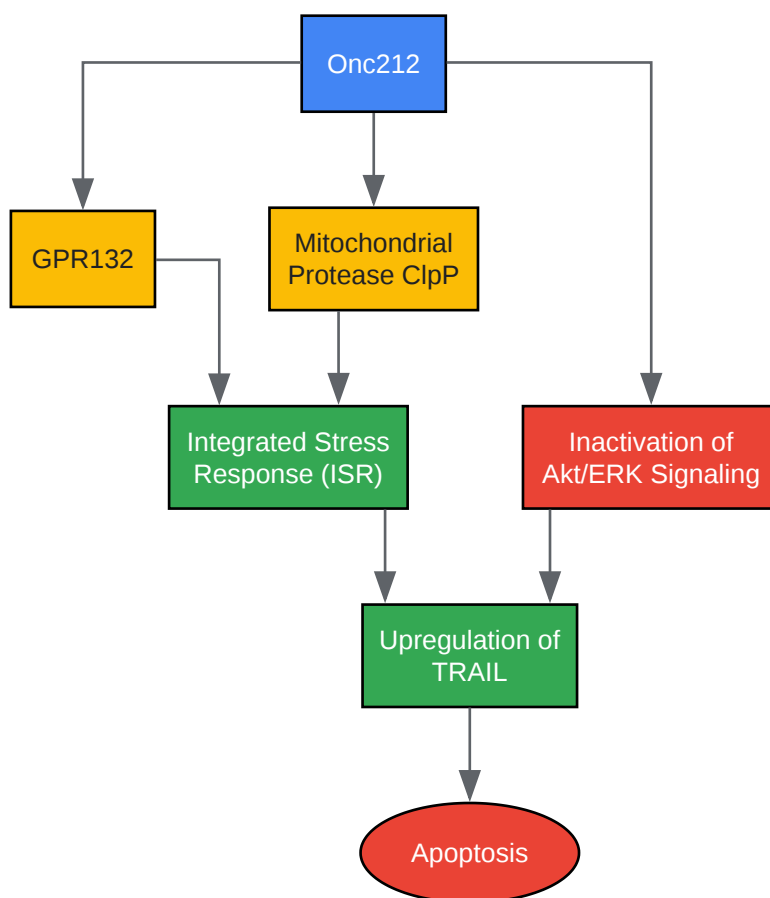 Onc212
GPR132
Mitochondrial
Protease ClpP
Integrated Stress
Response (ISR)
Inactivation of
Akt/ERK Signaling
Upregulation of
TRAIL
Apoptosis